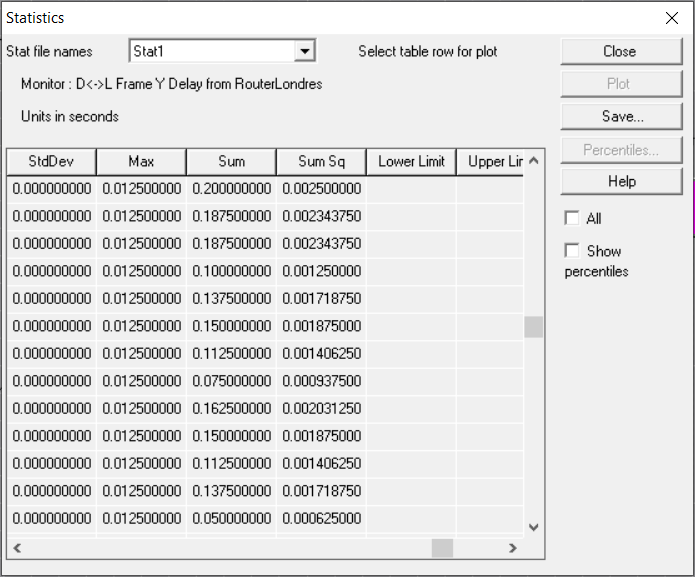 Statistics
Stat file names Stat1 Select table row for plot Close
Monitor : D<->L Frame Y Delay from RouterLondres Plot
Units in seconds Save...
Percentiles...
Help
All
Show percentiles
StdDev Max Sum Sum Sq Lower Limit Upper Lir
0.000000000 0.012500000 0.200000000 0.002500000
0.000000000 0.012500000 0.187500000 0.002343750
0.000000000 0.012500000 0.187500000 0.002343750
0.000000000 0.012500000 0.100000000 0.001250000
0.000000000 0.012500000 0.137500000 0.001718750
0.000000000 0.012500000 0.150000000 0.001875000
0.000000000 0.012500000 0.112500000 0.001406250
0.000000000 0.012500000 0.075000000 0.000937500
0.000000000 0.012500000 0.162500000 0.002031250
0.000000000 0.012500000 0.150000000 0.001875000
0.000000000 0.012500000 0.112500000 0.001406250
0.000000000 0.012500000 0.137500000 0.001718750
0.000000000 0.012500000 0.050000000 0.000625000